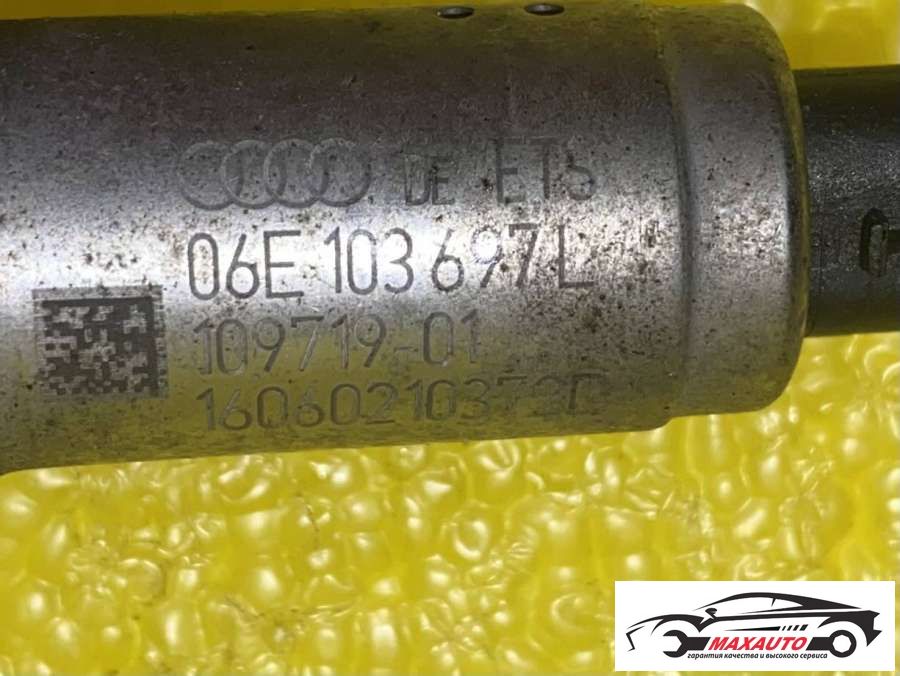 DE ETS
06E 103 697 L
109719-01
MAXAUTO
гарантия качества и высокого сервиса